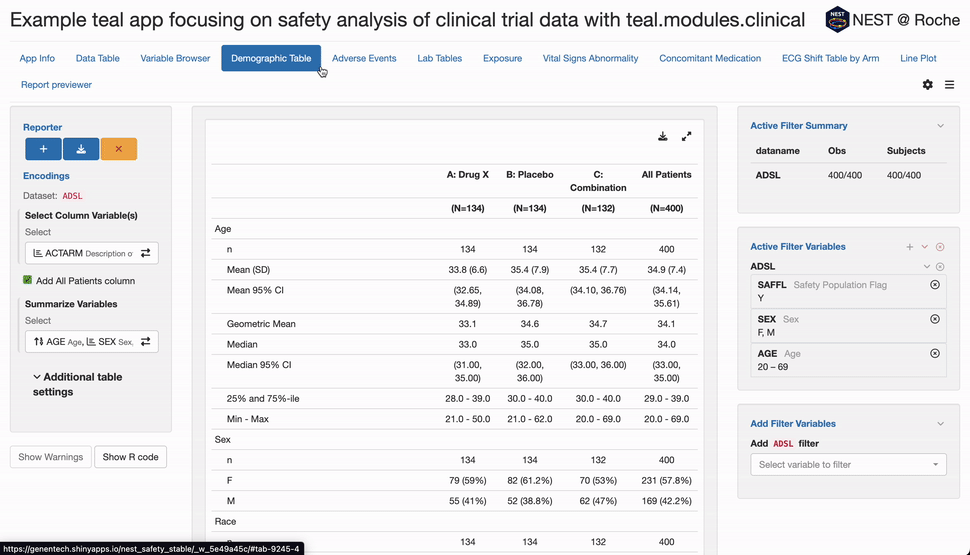 Example teal app focusing on safety analysis of clinical trial data with teal.modules.clinical
NEST
NEST @ Roche
App Info Data Table Variable Browser Demographic Table Adverse Events Lab Tables Exposure Vital Signs Abnormality Concomitant Medication ECG Shift Table by Arm Line Plot
Report previewer
Reporter
Encodings
Dataset: ADSL
Select Column Variable(s)
Select
ACTARM Description o
Add All Patients column
Summarize Variables
Select
AGE Age, SEX Sex,
Additional table
settings
Show Warnings Show R code
A: Drug X B: Placebo C: Combination All Patients
(N=134) (N=134) (N=132) (N=400)
Age
n 134 134 132 400
Mean (SD) 33.8 (6.6) 35.4 (7.9) 35.4 (7.7) 34.9 (7.4)
Mean 95% CI (32.65, 34.89) (34.08, 36.78) (34.10, 36.76) (34.14, 35.61)
Geometric Mean 33.1 34.6 34.7 34.1
Median 33.0 35.0 35.0 34.0
Median 95% CI (31.00, 35.00) (32.00, 36.00) (33.00, 36.00) (33.00, 35.00)
25% and 75%-ile 28.0 - 39.0 30.0 - 40.0 30.0 - 40.0 29.0 - 39.0
Min - Max 21.0 - 50.0 21.0 - 62.0 20.0 - 69.0 20.0 - 69.0
Sex
n 134 134 132 400
F 79 (59%) 82 (61.2%) 70 (53%) 231 (57.8%)
M 55 (41%) 52 (38.8%) 62 (47%) 169 (42.2%)
Race
n 134 134 132 400
Active Filter Summary
dataname Obs Subjects
ADSL 400/400 400/400
Active Filter Variables
ADSL
SAFFL Safety Population Flag
Y
SEX Sex
F, M
AGE Age
20 – 69
Add Filter Variables
Add ADSL filter
Select variable to filter
https://genentech.shinyapps.io/nest_safety_stable/_w_5e49a45c/#tab-9245-4